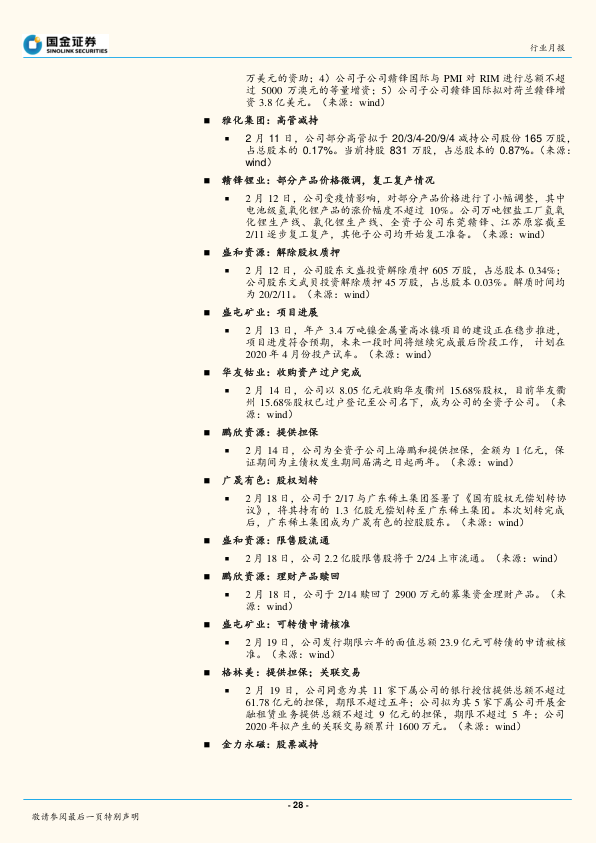 国金证券
SINOLINK SECURITIES
行业月报
万美元的资助；4）公司子公司赣锋国际与 PMI 对 RIM 进行总额不超
过 5000 万澳元的等量增资；5）公司子公司赣锋国际拟对荷兰赣锋增
资 3.8 亿美元。（来源：wind）
■ 雅化集团：高管减持
■ 2 月 11 日，公司部分高管拟于 20/3/4-20/9/4 减持公司股份 165 万股，
占总股本的 0.17%。当前持股 831 万股，占总股本的 0.87%。（来源：
wind）
■ 赣锋锂业：部分产品价格微调，复工复产情况
■ 2 月 12 日，公司受疫情影响，对部分产品价格进行了小幅调整，其中
电池级氢氧化锂产品的涨价幅度不超过 10%。公司万吨锂盐工厂氢氧
化锂生产线、氯化锂生产线、全资子公司东莞赣锋、江苏原容截至
2/11 逐步复工复产，其他子公司均开始复工准备。（来源：wind）
■ 盛和资源：解除股权质押
■ 2 月 12 日，公司股东文盛投资解除质押 605 万股，占总股本 0.34%；
公司股东文武贝投资解除质押 45 万股，占总股本 0.03%。解质时间均
为 20/2/11。（来源：wind）
■ 盛屯矿业：项目进展
■ 2 月 13 日，年产 3.4 万吨镍金属量高冰镍项目的建设正在稳步推进，
项目进度符合预期，未来一段时间将继续完成最后阶段工作， 计划在
2020 年 4 月份投产试车。（来源：wind）
■ 华友钴业：收购资产过户完成
■ 2 月 14 日，公司以 8.05 亿元收购华友衢州 15.68%股权，目前华友衢
州 15.68%股权已过户登记至公司名下，成为公司的全资子公司。（来
源：wind）
■ 鹏欣资源：提供担保
■ 2 月 14 日，公司为全资子公司上海鹏和提供担保，金额为 1 亿元，保
证期间为主债权发生期间届满之日起两年。（来源：wind）
■ 广晟有色：股权划转
■ 2 月 18 日，公司于 2/17 与广东稀土集团签署了《国有股权无偿划转协
议》，将其持有的 1.3 亿股无偿划转至广东稀土集团。本次划转完成
后，广东稀土集团成为广晟有色的控股股东。（来源：wind）
■ 盛和资源：限售股流通
■ 2 月 18 日，公司 2.2 亿股限售股将于 2/24 上市流通。（来源：wind）
■ 鹏欣资源：理财产品赎回
■ 2 月 18 日，公司于 2/14 赎回了 2900 万元的募集资金理财产品。（来
源：wind）
■ 盛屯矿业：可转债申请核准
■ 2 月 19 日，公司发行期限六年的面值总额 23.9 亿元可转债的申请被核
准。（来源：wind）
■ 格林美：提供担保；关联交易
■ 2 月 19 日，公司同意为其 11 家下属公司的银行授信提供总额不超过
61.78 亿元的担保，期限不超过五年；公司拟为其 5 家下属公司开展金
融租赁业务提供总额不超过 9 亿元的担保，期限不超过 5 年；公司
2020 年拟产生的关联交易额累计 1600 万元。（来源：wind）
■ 金力永磁：股票减持
- 28 -
敬请参阅最后一页特别声明